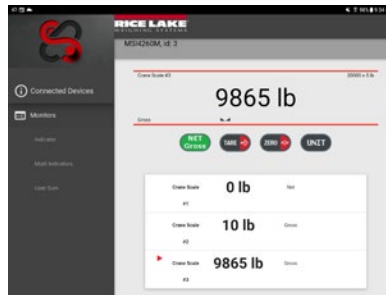 RICE LAKE
WEIGHING SYSTEMS
MSI4260M, id: 3
Connected Devices
Monitors
Indicator
Multi Indicators
User Sum
Crane Scale #3
20000 x 5 lb
9865 lb
Gross
NET
Gross
TARE
ZERO
UNIT
Crane Scale
#1
0 lb
Net
Crane Scale
#2
10 lb
Gross
Crane Scale
#3
9865 lb
Gross